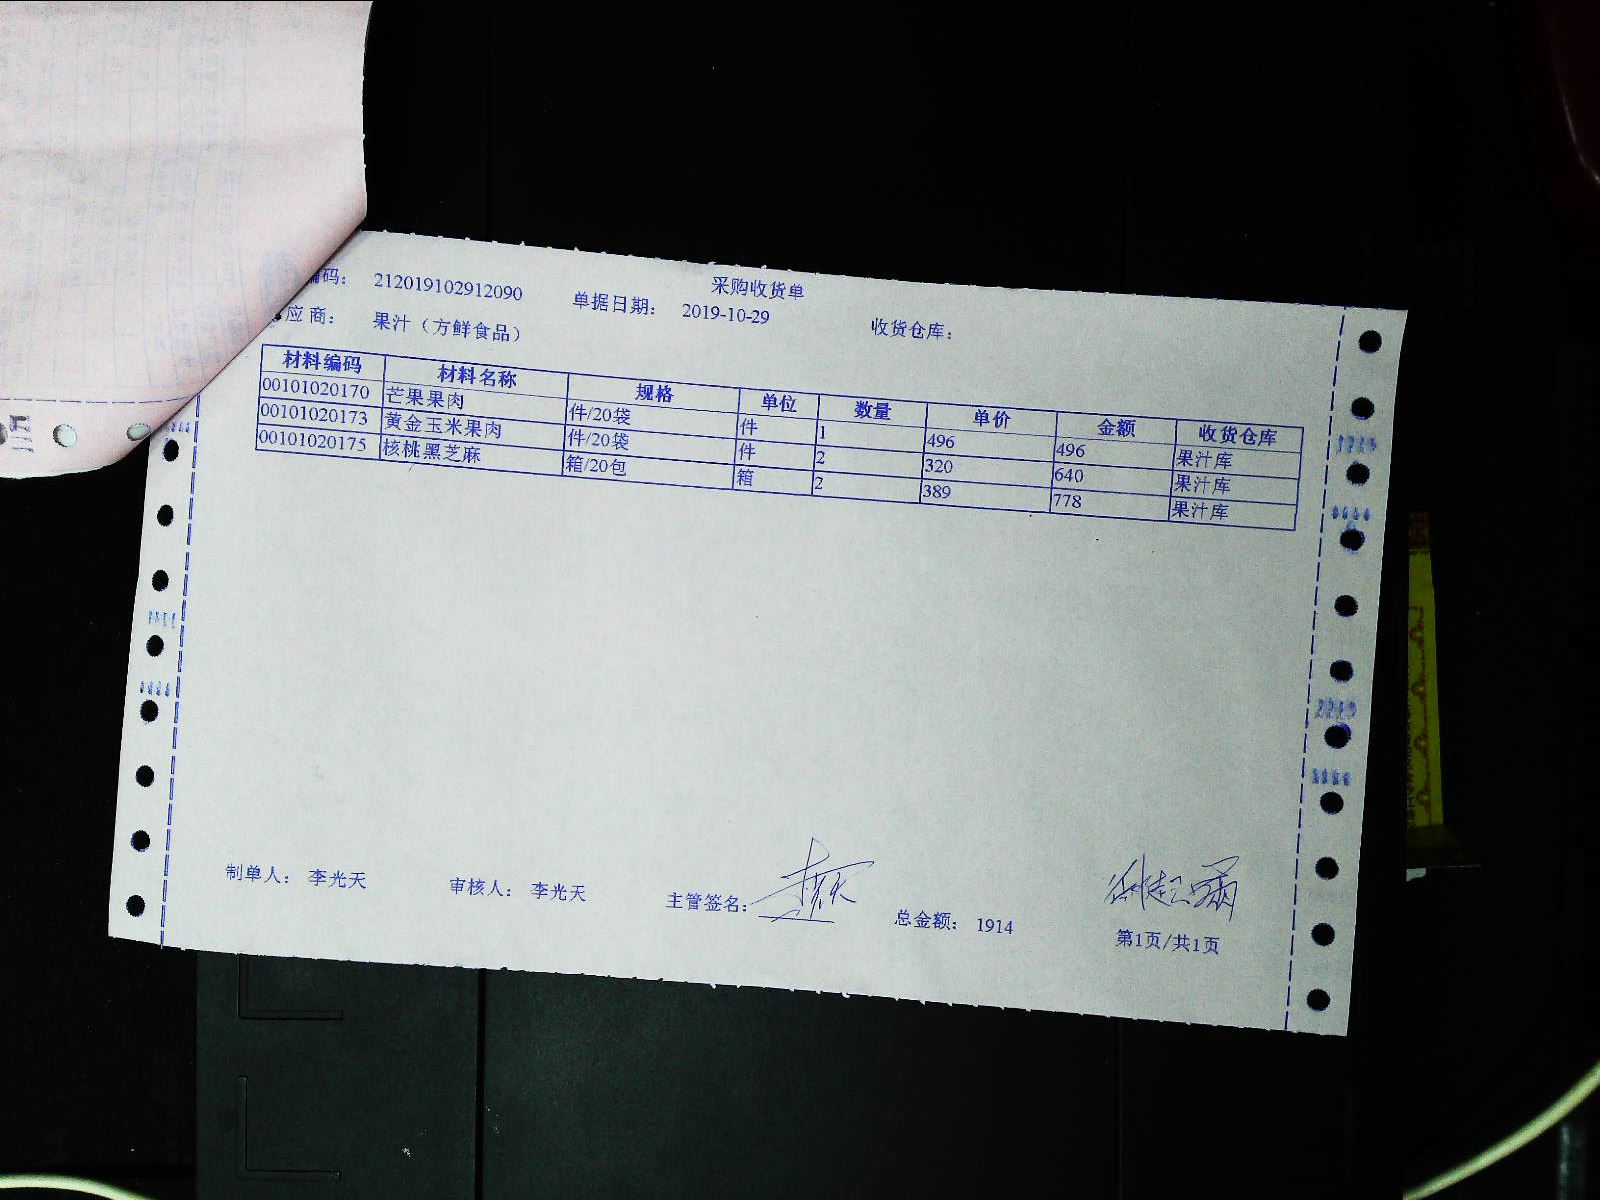 采购收货单
编码： 212019102912090 单据日期： 2019-10-29 收货仓库：
应商： 果汁（方鲜食品）
材料编码 材料名称 规格 单位 数量 单价 金额 收货仓库
00101020170 芒果果肉 件/20袋 件 1 496 496 果汁库
00101020173 黄金玉米果肉 件/20袋 件 2 320 640 果汁库
00101020175 核桃黑芝麻 箱/20包 箱 2 389 778 果汁库
制单人： 李光天 审核人： 李光天 主管签名： 总金额： 1914
第1页/共1页